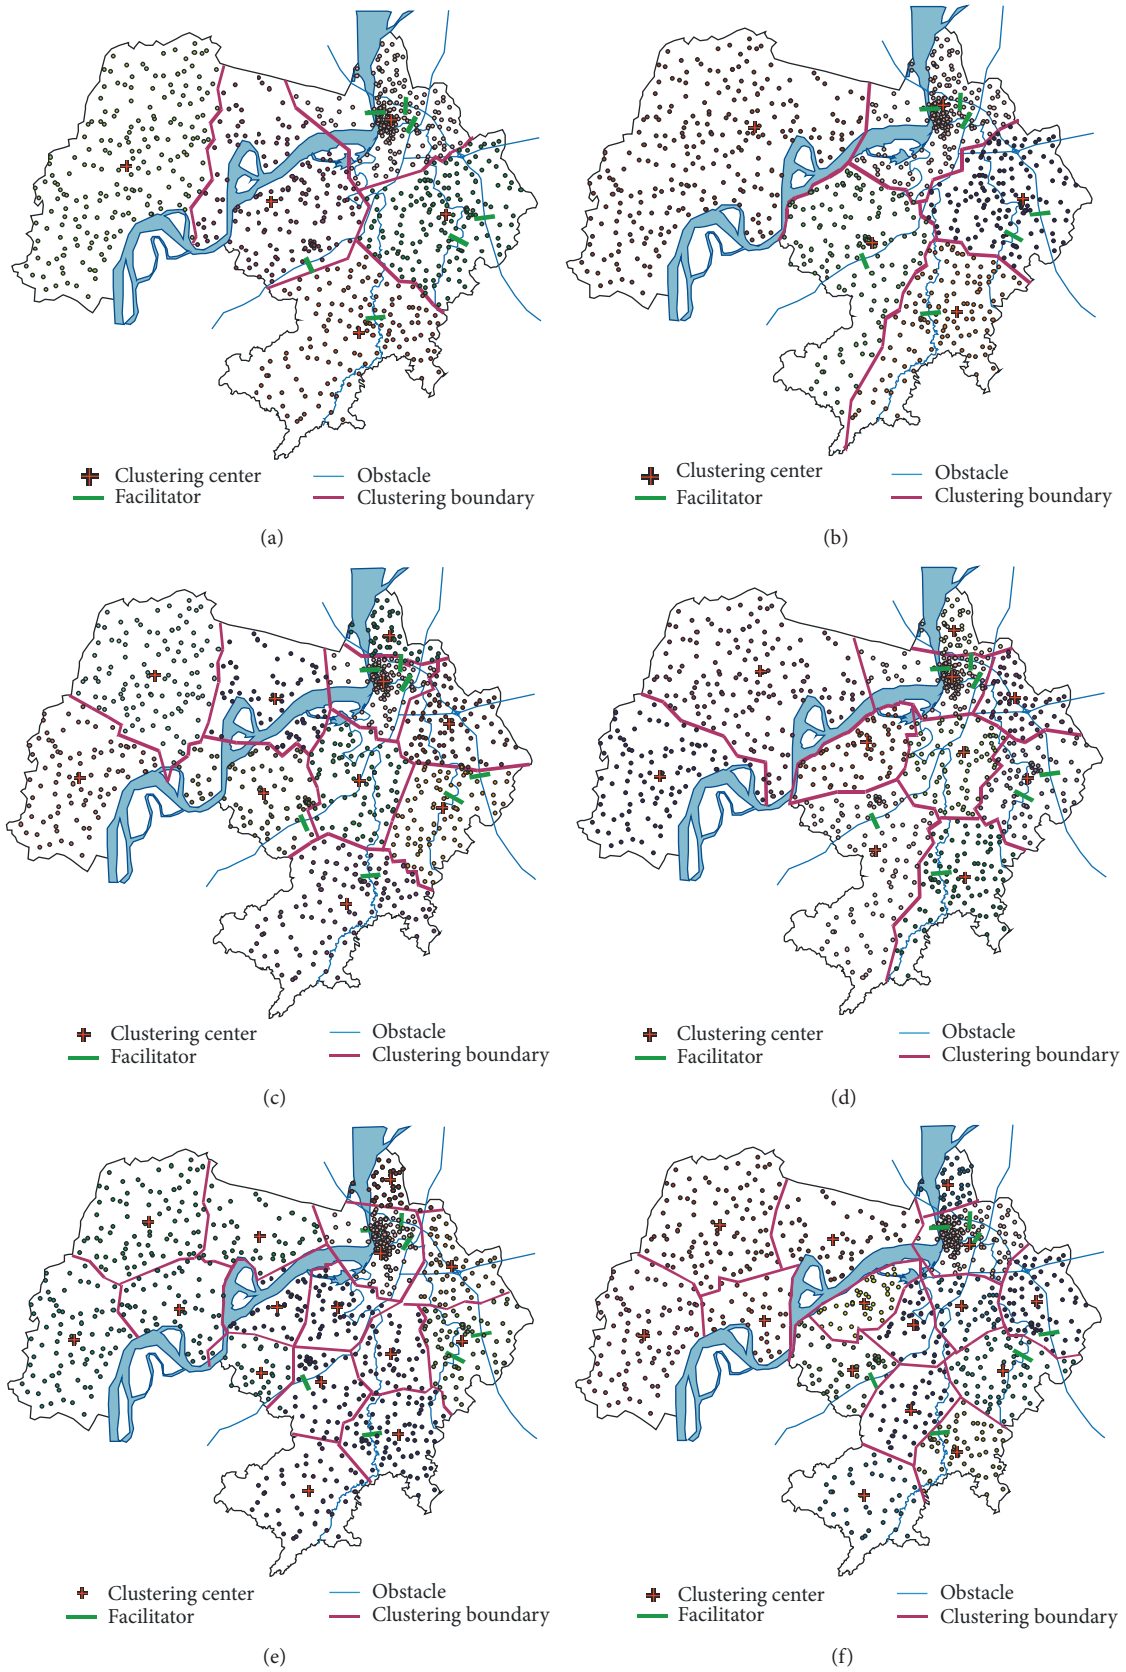 Clustering center Obstacle
Facilitator Clustering boundary
(a)
Clustering center Obstacle
Facilitator Clustering boundary
(b)
Clustering center Obstacle
Facilitator Clustering boundary
(c)
Clustering center Obstacle
Facilitator Clustering boundary
(d)
Clustering center Obstacle
Facilitator Clustering boundary
(e)
Clustering center Obstacle
Facilitator Clustering boundary
(f)